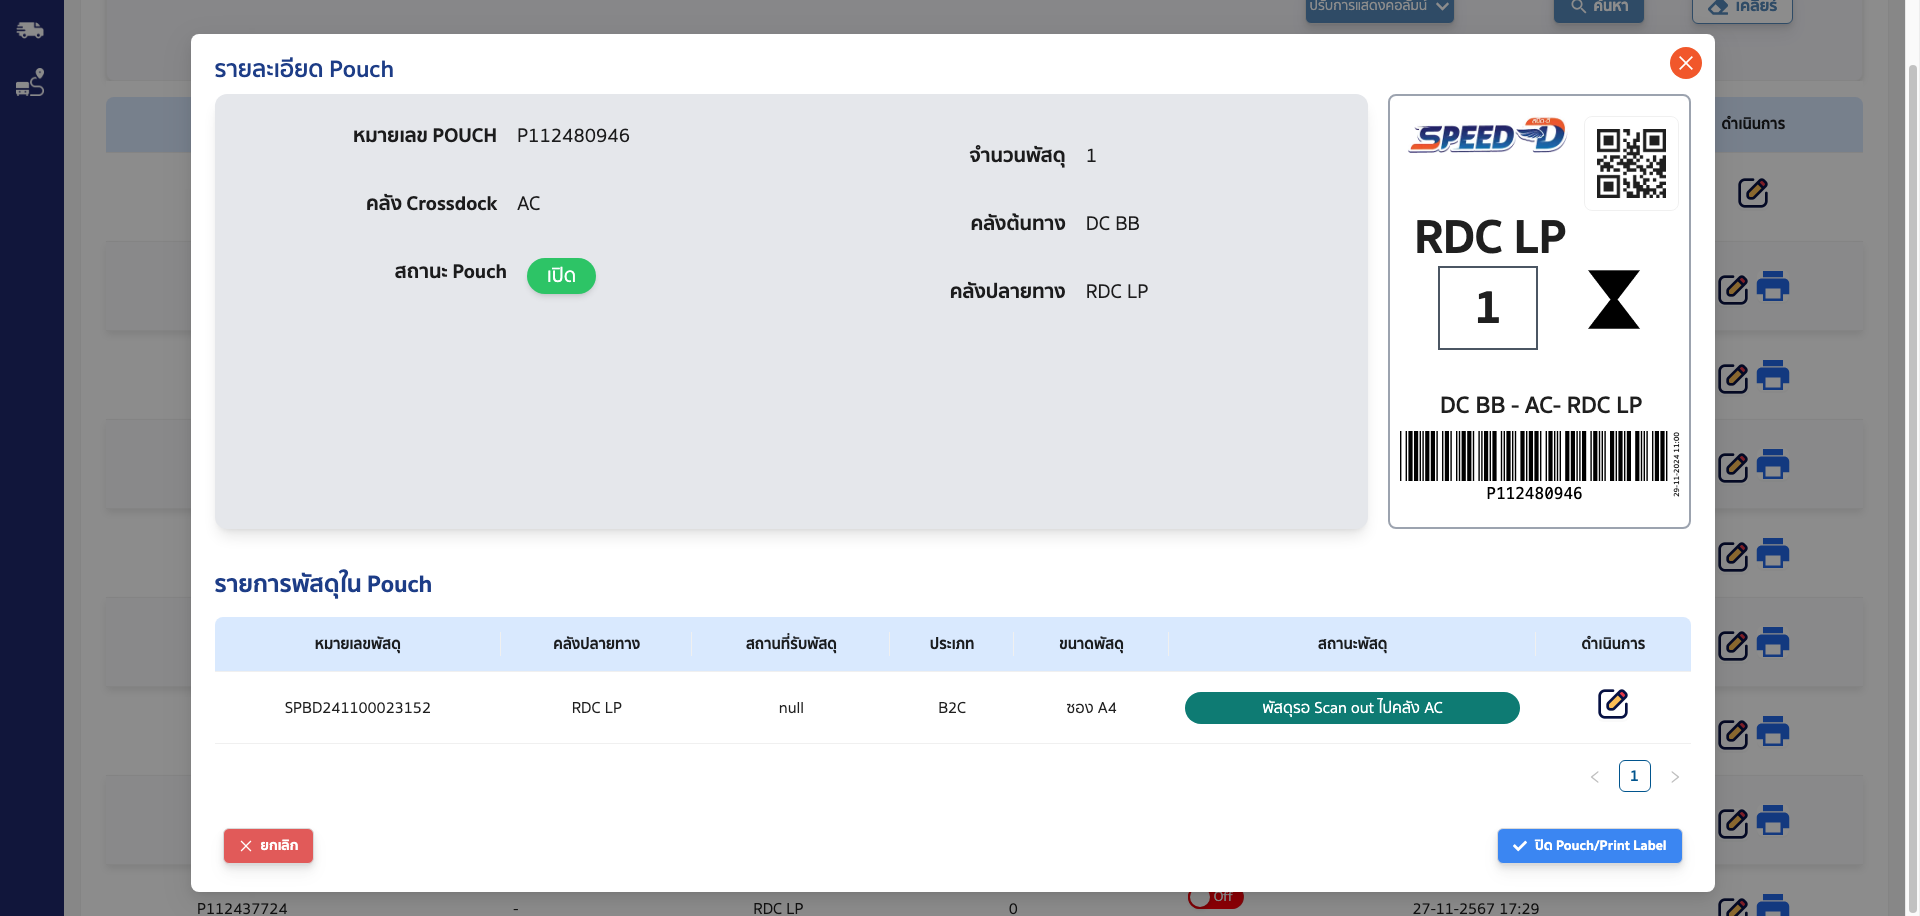 ปรับการแสดงคอลัมน์
ค้นหา
เคลียร์
รายละเอียด Pouch
ดำเนินการ
หมายเลข POUCH P112480946
จำนวนพัสดุ 1
คลัง Crossdock AC
คลังต้นทาง DC BB
สถานะ Pouch เปิด
คลังปลายทาง RDC LP
SPEED-D
RDC LP
1
DC BB - AC- RDC LP
29-11-2024 11:00
P112480946
รายการพัสดุใน Pouch
หมายเลขพัสดุ คลังปลายทาง สถานที่รับพัสดุ ประเภท ขนาดพัสดุ สถานะพัสดุ ดำเนินการ
SPBD241100023152 RDC LP null B2C ซอง A4 พัสดุรอ Scan out ไปคลัง AC
1
ยกเลิก
ปิด Pouch/Print Label
P112437724 - RDC LP 0 Off 27-11-2567 17:29